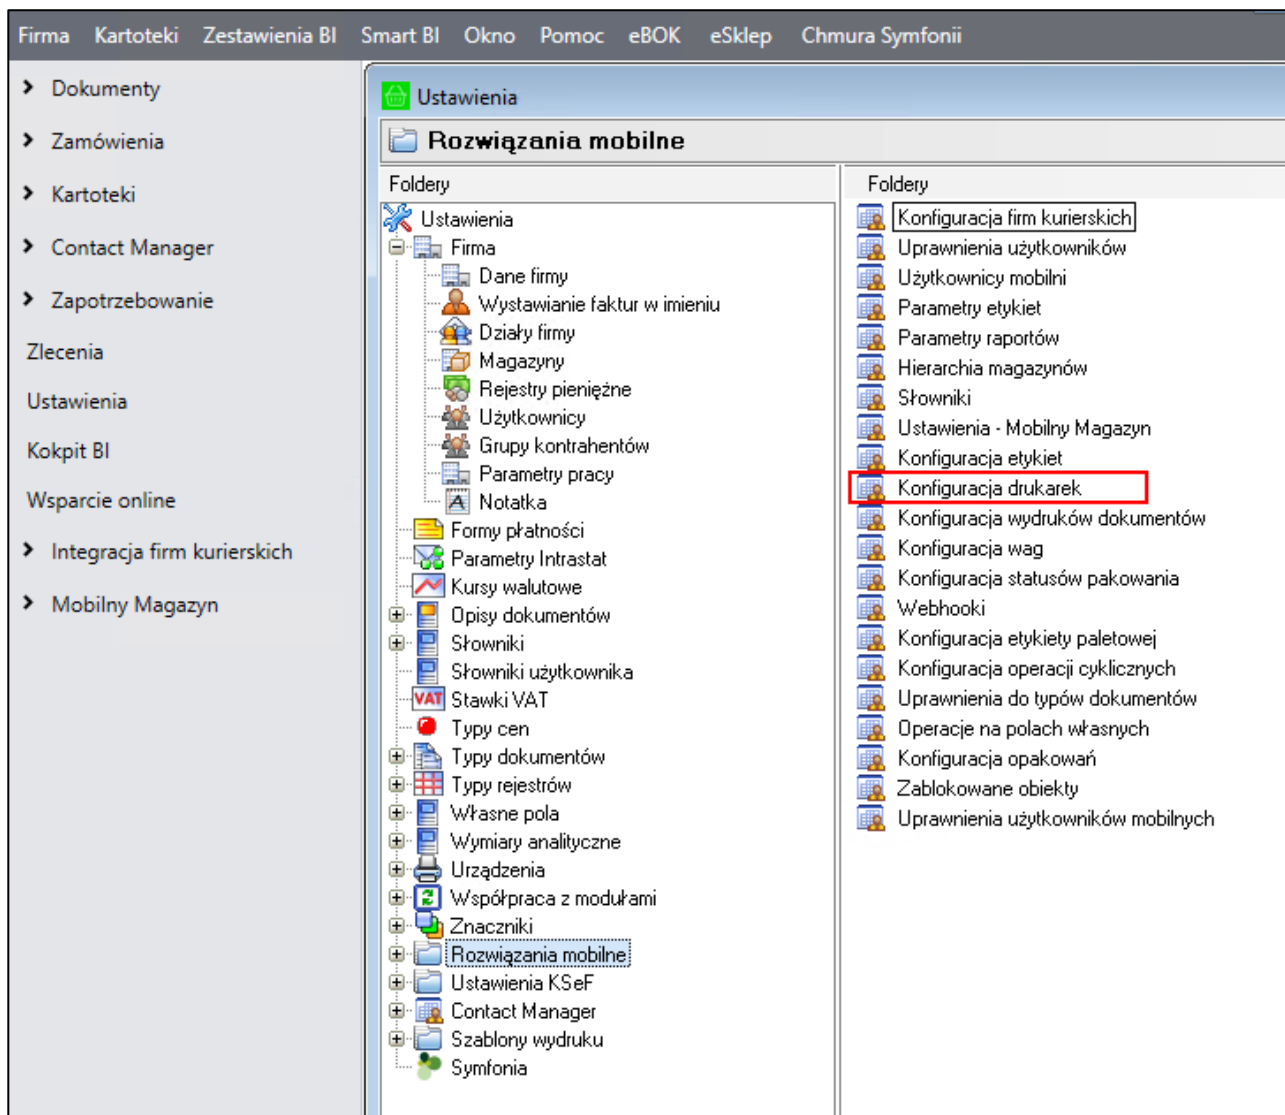 Firma Kartoteki Zestawienia BI Smart BI Okno Pomoc eBOK eSklep Chmura Symfonii
Dokumenty
Zamówienia
Kartoteki
Contact Manager
Zapotrzebowanie
Zlecenia
Ustawienia
Kokpit BI
Wsparcie online
Integracja firm kurierskich
Mobilny Magazyn
Ustawienia
Rozwiązania mobilne
Foldery
Ustawienia
Firma
Dane firmy
Wystawianie faktur w imieniu
Działy firmy
Magazyny
Rejestry pieniężne
Użytkownicy
Grupy kontrahentów
Parametry pracy
Notatka
Formy płatności
Parametry Intrastat
Kursy walutowe
Opisy dokumentów
Słowniki
Słowniki użytkownika
VAT Stawki VAT
Typy cen
Typy dokumentów
Typy rejestrów
Własne pola
Wymiary analityczne
Urządzenia
Współpraca z modułami
Znaczniki
Rozwiązania mobilne
Ustawienia KSeF
Contact Manager
Szablony wydruku
Symfonia
Foldery
Konfiguracja firm kurierskich
Uprawnienia użytkowników
Użytkownicy mobilni
Parametry etykiet
Parametry raportów
Hierarchia magazynów
Słowniki
Ustawienia - Mobilny Magazyn
Konfiguracja etykiet
Konfiguracja drukarek
Konfiguracja wydruków dokumentów
Konfiguracja wag
Konfiguracja statusów pakowania
Webhooki
Konfiguracja etykiety paletowej
Konfiguracja operacji cyklicznych
Uprawnienia do typów dokumentów
Operacje na polach własnych
Konfiguracja opakowań
Zablokowane obiekty
Uprawnienia użytkowników mobilnych